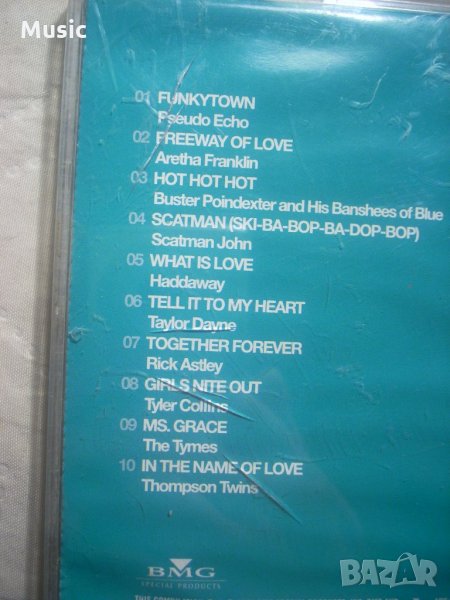 Music
01 FUNKYTOWN
Pseudo Echo
02 FREEWAY OF LOVE
Aretha Franklin
03 HOT HOT HOT
Buster Poindexter and His Banshees of Blue
04 SCATMAN (SKI-BA-BOP-BA-DOP-BOP)
Scatman John
05 WHAT IS LOVE
Haddaway
06 TELL IT TO MY HEART
Taylor Dayne
07 TOGETHER FOREVER
Rick Astley
08 GIRLS NITE OUT
Tyler Collins
09 MS. GRACE
The Tymes
10 IN THE NAME OF LOVE
Thompson Twins
BMG
SPECIAL PRODUCTS
BAZAR
THIS